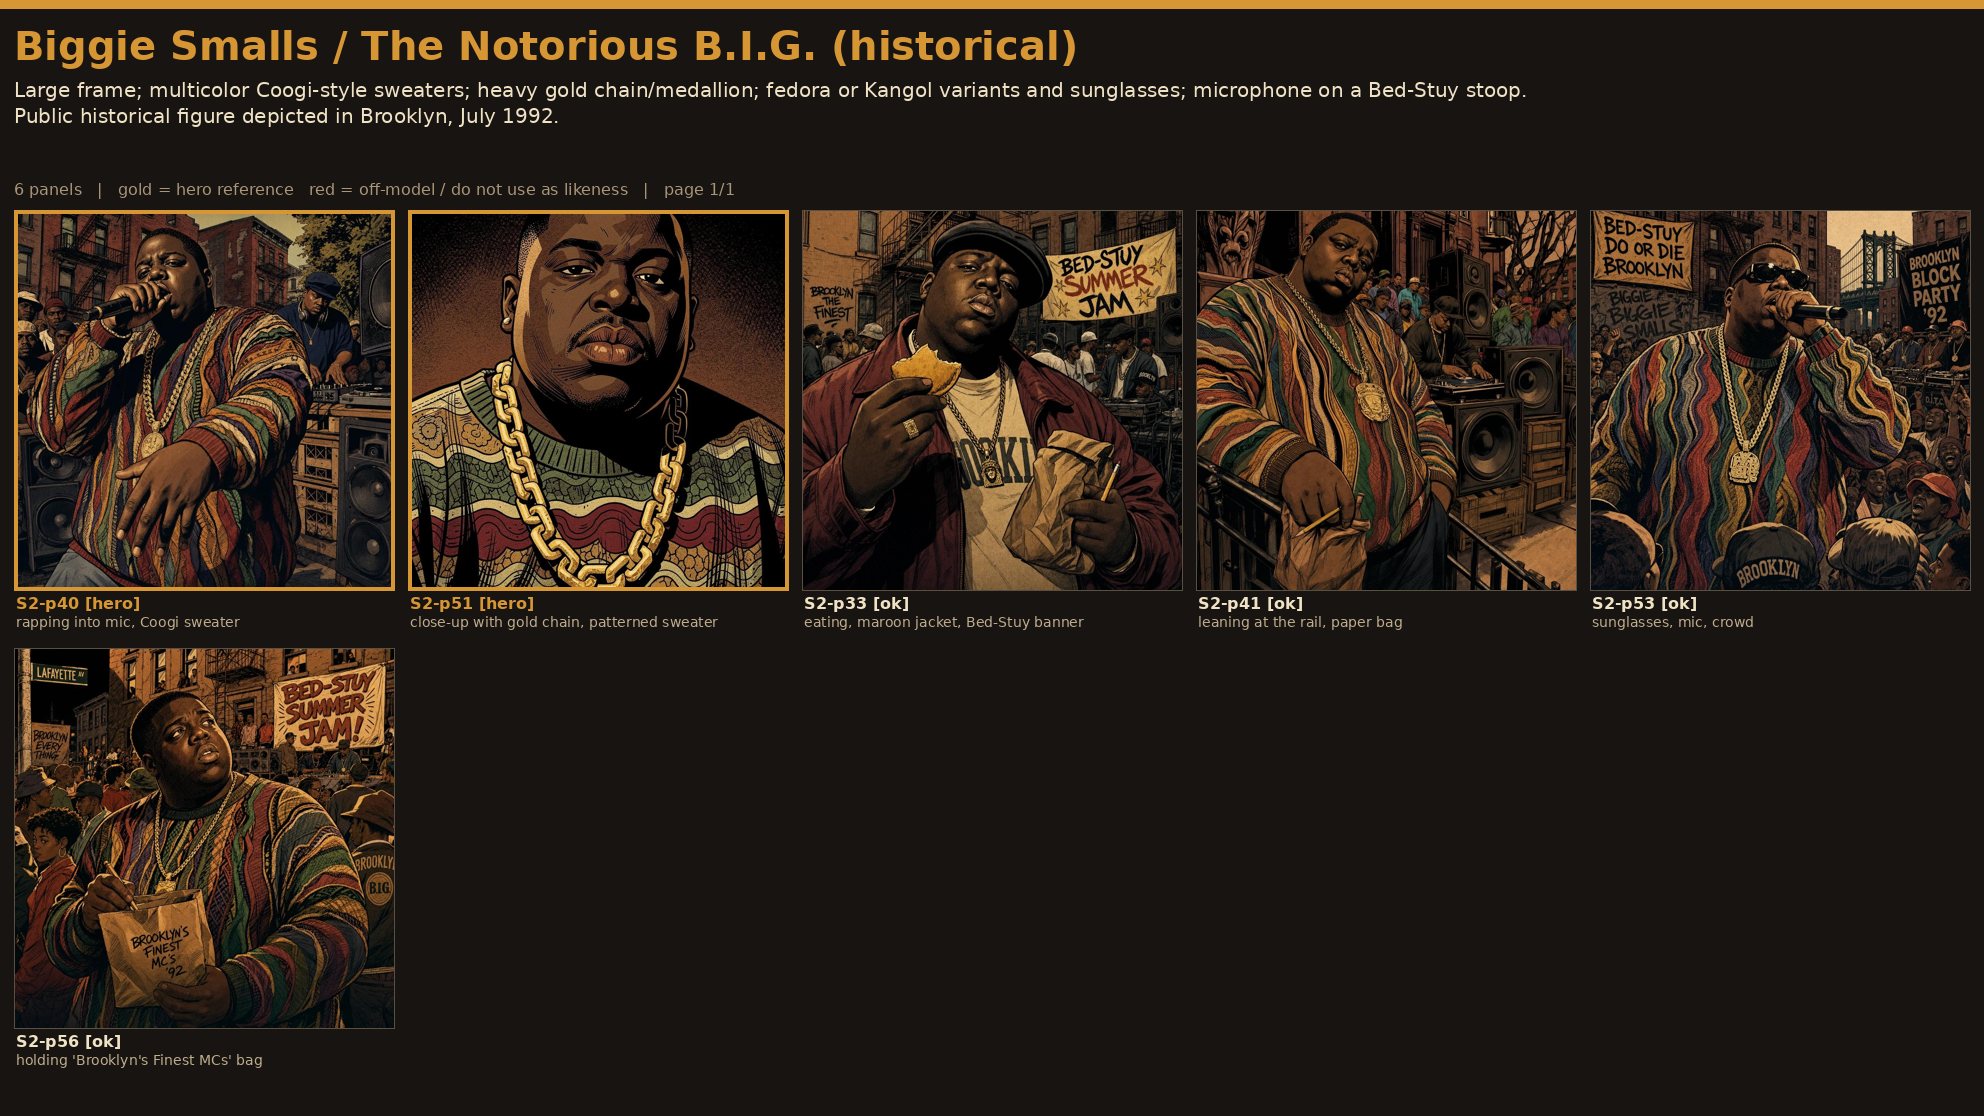 Biggie Smalls / The Notorious B.I.G. (historical)
Large frame; multicolor Coogi-style sweaters; heavy gold chain/medallion; fedora or Kangol variants and sunglasses; microphone on a Bed-Stuy stoop.
Public historical figure depicted in Brooklyn, July 1992.
6 panels | gold = hero reference red = off-model / do not use as likeness | page 1/1
BROOKLYN
THE
FINEST
BED-STUY
SUMMER
JAM
OOKL
BED-STUY
DO OR DIE
BROOKLYN
BIGGIE
BIGGIE
SMALLS
BROOKLYN
BLOCK
PARTY
'92
D.I.T.C.
BROOKLYN
S2-p40 [hero]
rapping into mic, Coogi sweater
S2-p51 [hero]
close-up with gold chain, patterned sweater
S2-p33 [ok]
eating, maroon jacket, Bed-Stuy banner
S2-p41 [ok]
leaning at the rail, paper bag
S2-p53 [ok]
sunglasses, mic, crowd
LAFAYETTE AV
BROOKLYN
EVERY
THING
BED-STUY
SUMMER
JAM!
BROOKLY
B.I.G.
BROOKLYN'S
FINEST
MC'S
'92
S2-p56 [ok]
holding 'Brooklyn's Finest MCs' bag